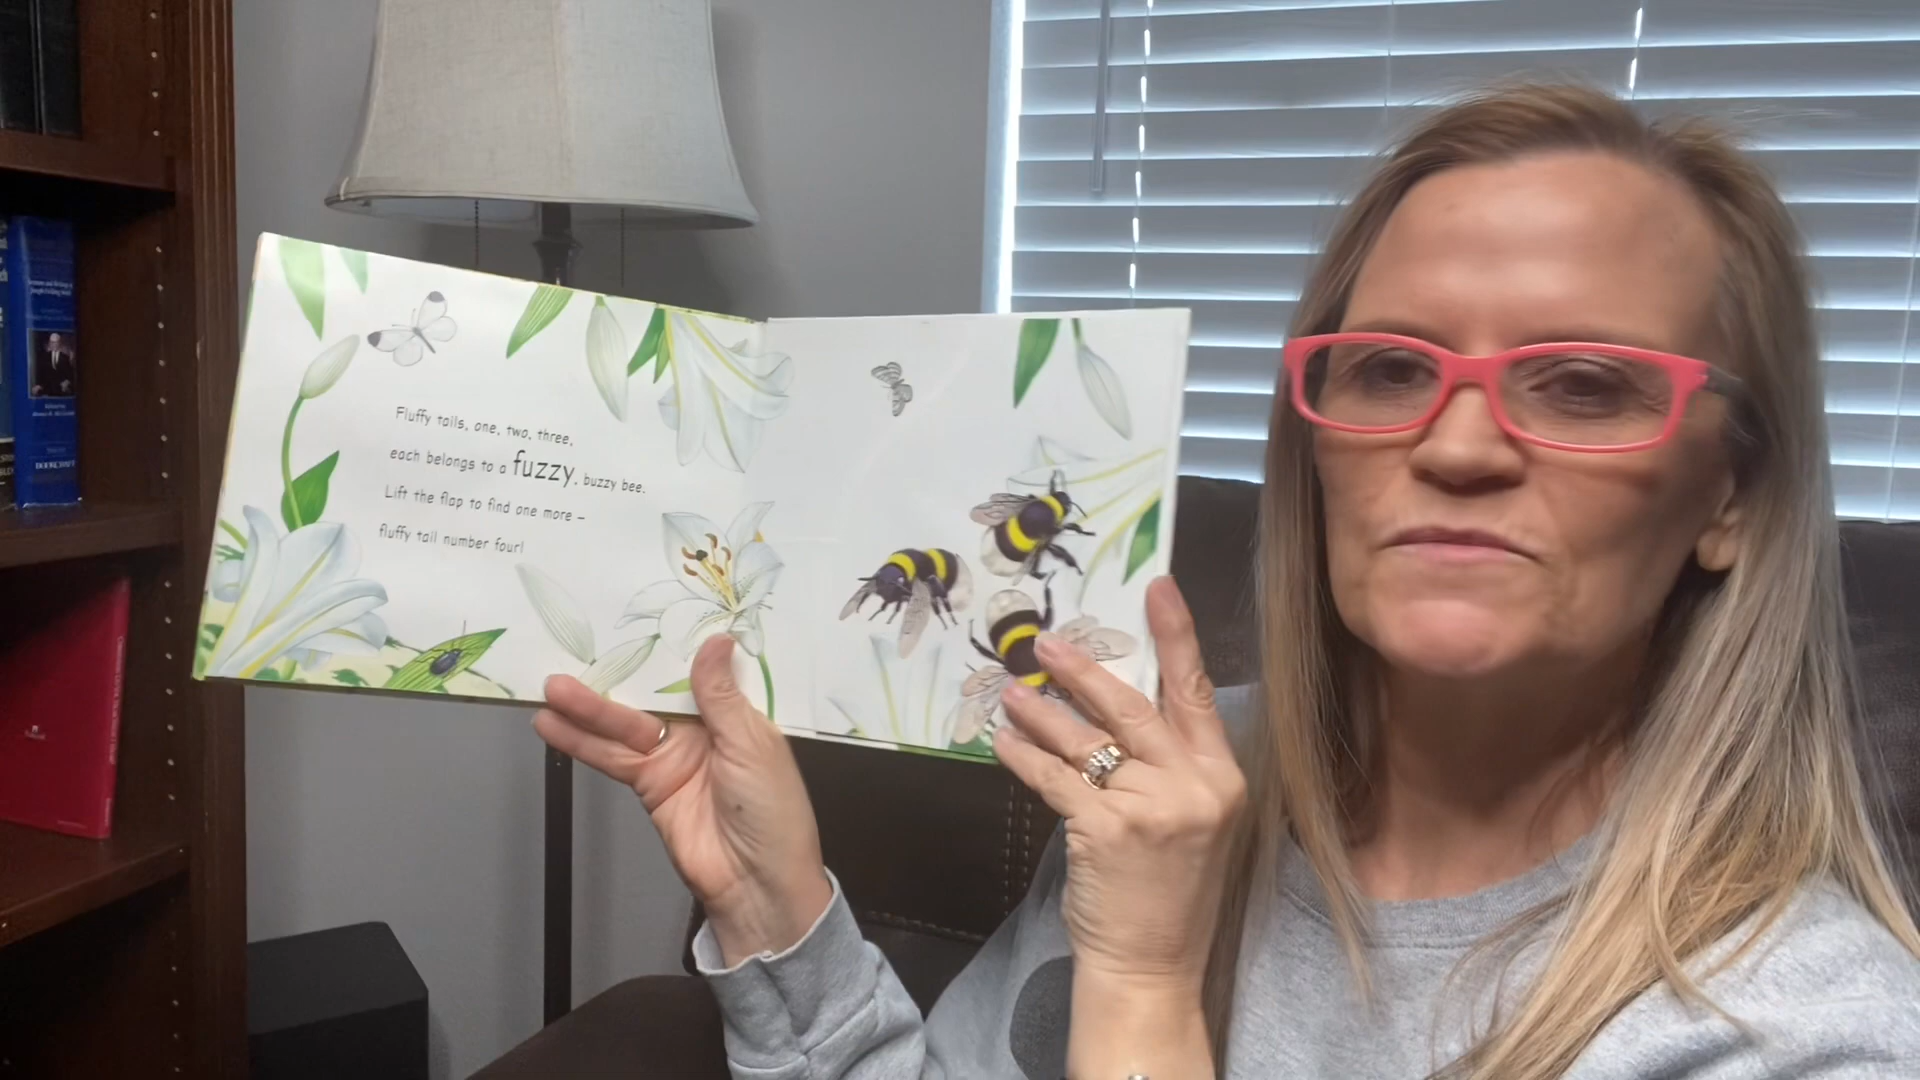 Fluffy tails, one, two, three,
each belongs to a fuzzy, buzzy bee.
Lift the flap to find one more –
fluffy tail number four!
BOOKCRAFT